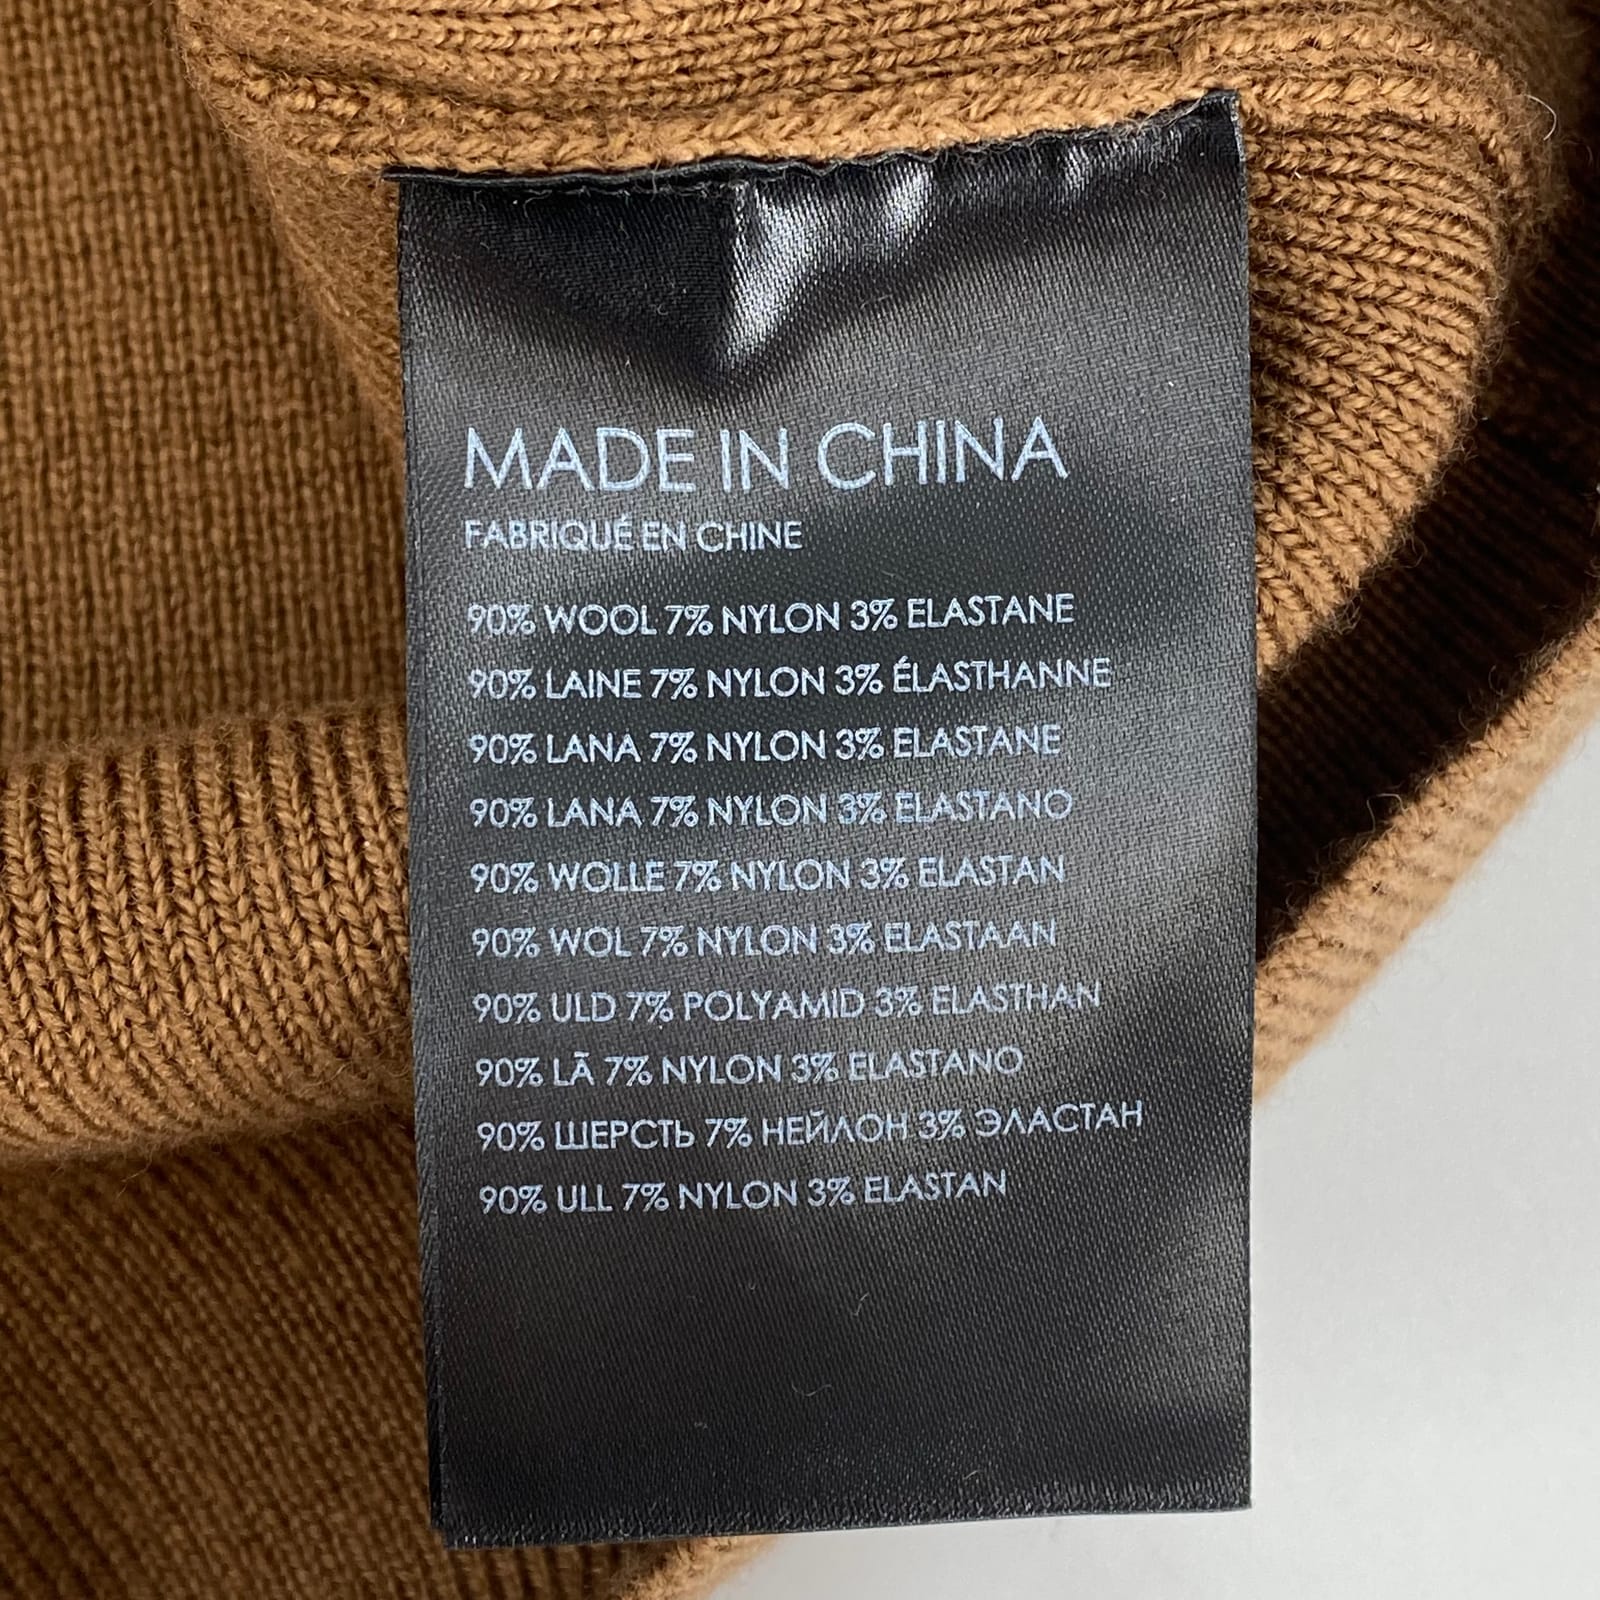 MADE IN CHINA
FABRIQUÉ EN CHINE
90% WOOL 7% NYLON 3% ELASTANE
90% LAINE 7% NYLON 3% ÉLASTHANNE
90% LANA 7% NYLON 3% ELASTANE
90% LANA 7% NYLON 3% ELASTANO
90% WOLLE 7% NYLON 3% ELASTAN
90% WOL 7% NYLON 3% ELASTAAN
90% ULD 7% POLYAMID 3% ELASTHAN
90% LÃ 7% NYLON 3% ELASTANO
90% ШЕРСТЬ 7% НЕЙЛОН 3% ЭЛАСТАН
90% ULL 7% NYLON 3% ELASTAN